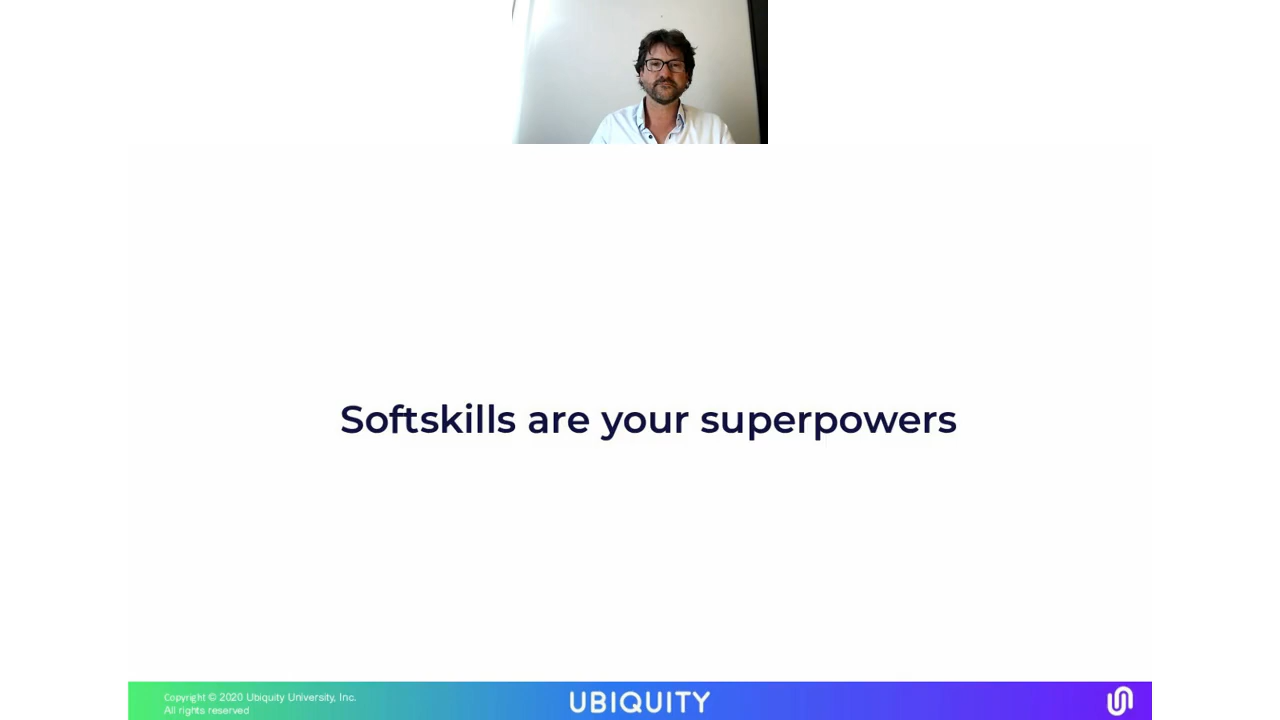 Softskills are your superpowers
Copyright © 2020 Ubiquity University, Inc.
All rights reserved
UBIQUITY